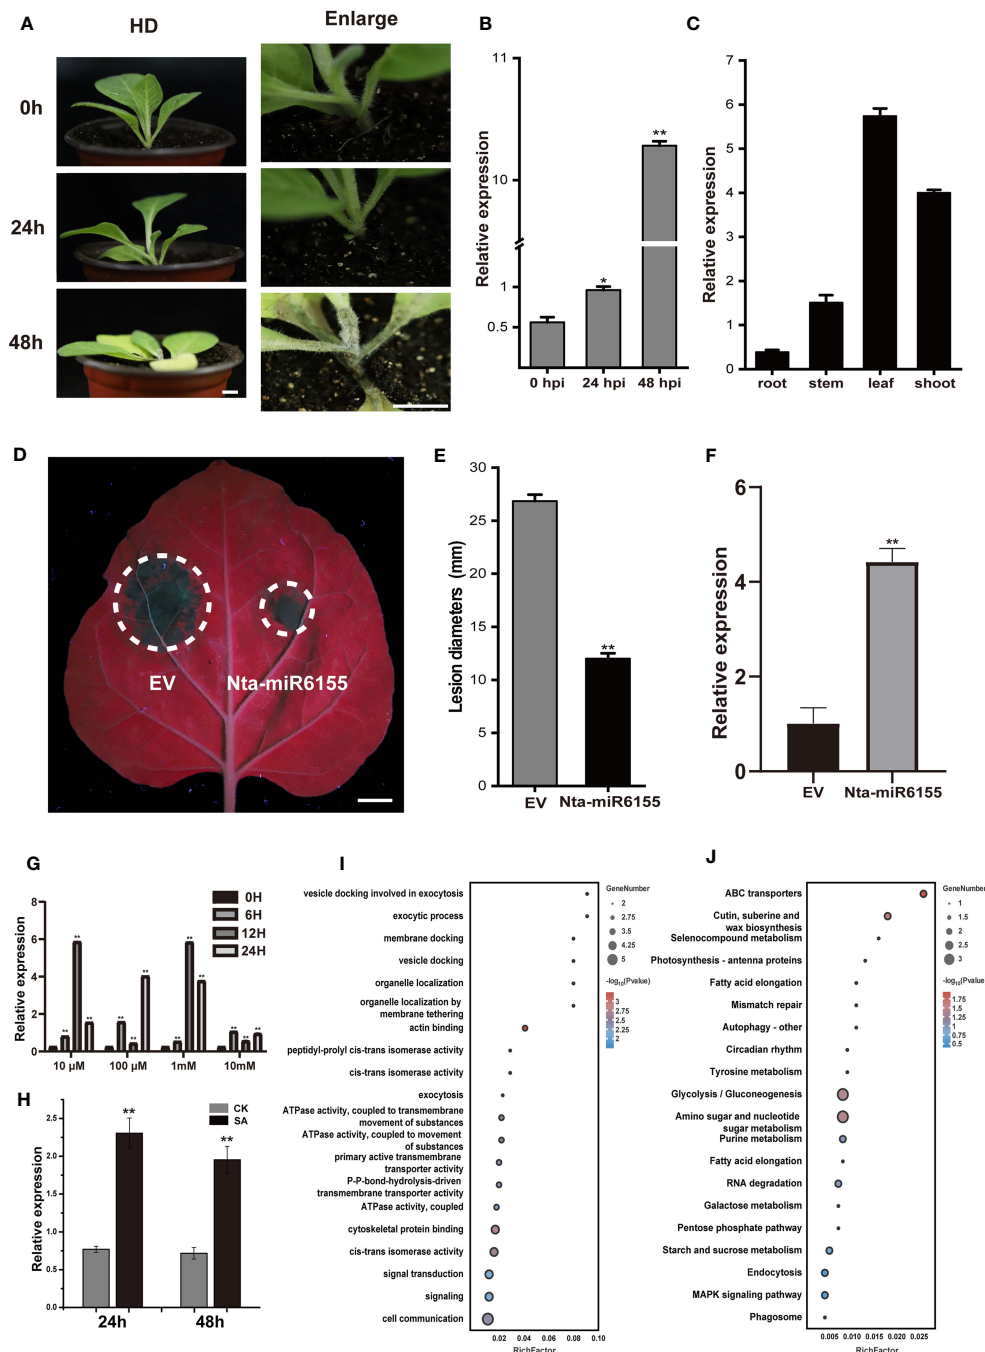 A
HD
Enlarge
0h
24h
48h
B
Relative expression
11
10
1
0.5
*
**
0 hpi
24 hpi
48 hpi
C
Relative expression
7
6
5
4
3
2
1
0
root
stem
leaf
shoot
D
EV
Nta-miR6155
E
Lesion diameters (mm)
30
25
20
15
10
5
0
**
EV
Nta-miR6155
F
Relative expression
6
4
2
0
**
EV
Nta-miR6155
G
Relative expression
8
6
4
2
0
0H
6H
12H
24H
**
**
**
**
**
**
**
**
**
**
**
**
10 μM
100 μM
1mM
10mM
H
Relative expression
2.5
2.0
1.5
1.0
0.5
0.0
CK
SA
**
**
24h
48h
I
vesicle docking involved in exocytosis
exocytic process
membrane docking
vesicle docking
organelle localization
organelle localization by
membrane tethering
actin binding
peptidyl-prolyl cis-trans isomerase activity
cis-trans isomerase activity
exocytosis
ATPase activity, coupled to transmembrane
movement of substances
ATPase activity, coupled to movement
of substances
primary active transmembrane
transporter activity
P-P-bond-hydrolysis-driven
transmembrane transporter activity
ATPase activity, coupled
cytoskeletal protein binding
cis-trans isomerase activity
signal transduction
signaling
cell communication
0.02
0.04
0.06
0.08
0.10
RichFactor
GeneNumber
2
2.75
3.5
4.25
5
-log10(Pvalue)
3
2.75
2.5
2.25
2
J
ABC transporters
Cutin, suberine and
wax biosynthesis
Selenocompound metabolism
Photosynthesis - antenna proteins
Fatty acid elongation
Mismatch repair
Autophagy - other
Circadian rhythm
Tyrosine metabolism
Glycolysis / Gluconeogenesis
Amino sugar and nucleotide
sugar metabolism
Purine metabolism
Fatty acid elongation
RNA degradation
Galactose metabolism
Pentose phosphate pathway
Starch and sucrose metabolism
Endocytosis
MAPK signaling pathway
Phagosome
0.005
0.010
0.015
0.020
0.025
RichFactor
GeneNumber
1
1.5
2
2.5
3
-log10(Pvalue)
1.75
1.5
1.25
1
0.75
0.5